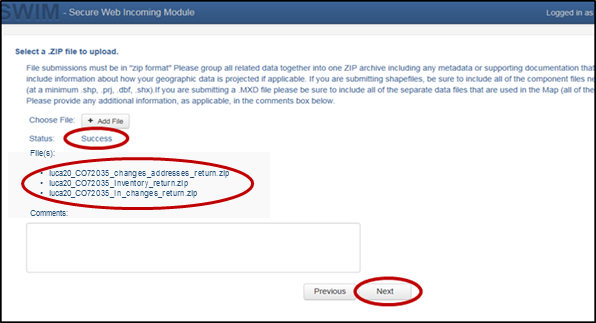 SWIM - Secure Web Incoming Module Logged in as
Select a .ZIP file to upload.
File submissions must be in "zip format" Please group all related data together into one ZIP archive including any metadata or supporting documentation that
include information about how your geographic data is projected if applicable. If you are submitting shapefiles, be sure to include all of the component files ne
(at a minimum .shp, .prj, .dbf, .shx).If you are submitting a .MXD file please be sure to include all of the separate data files that are used in the Map (all of the
Please provide any additional information, as applicable, in the comments box below.
Choose File: + Add File
Status: Success
File(s):
• luca20_CO72035_changes_addresses_return.zip
• luca20_CO72035_Inventory_return.zip
• luca20_CO72035_ln_changes_return.zip
Comments:
Previous Next